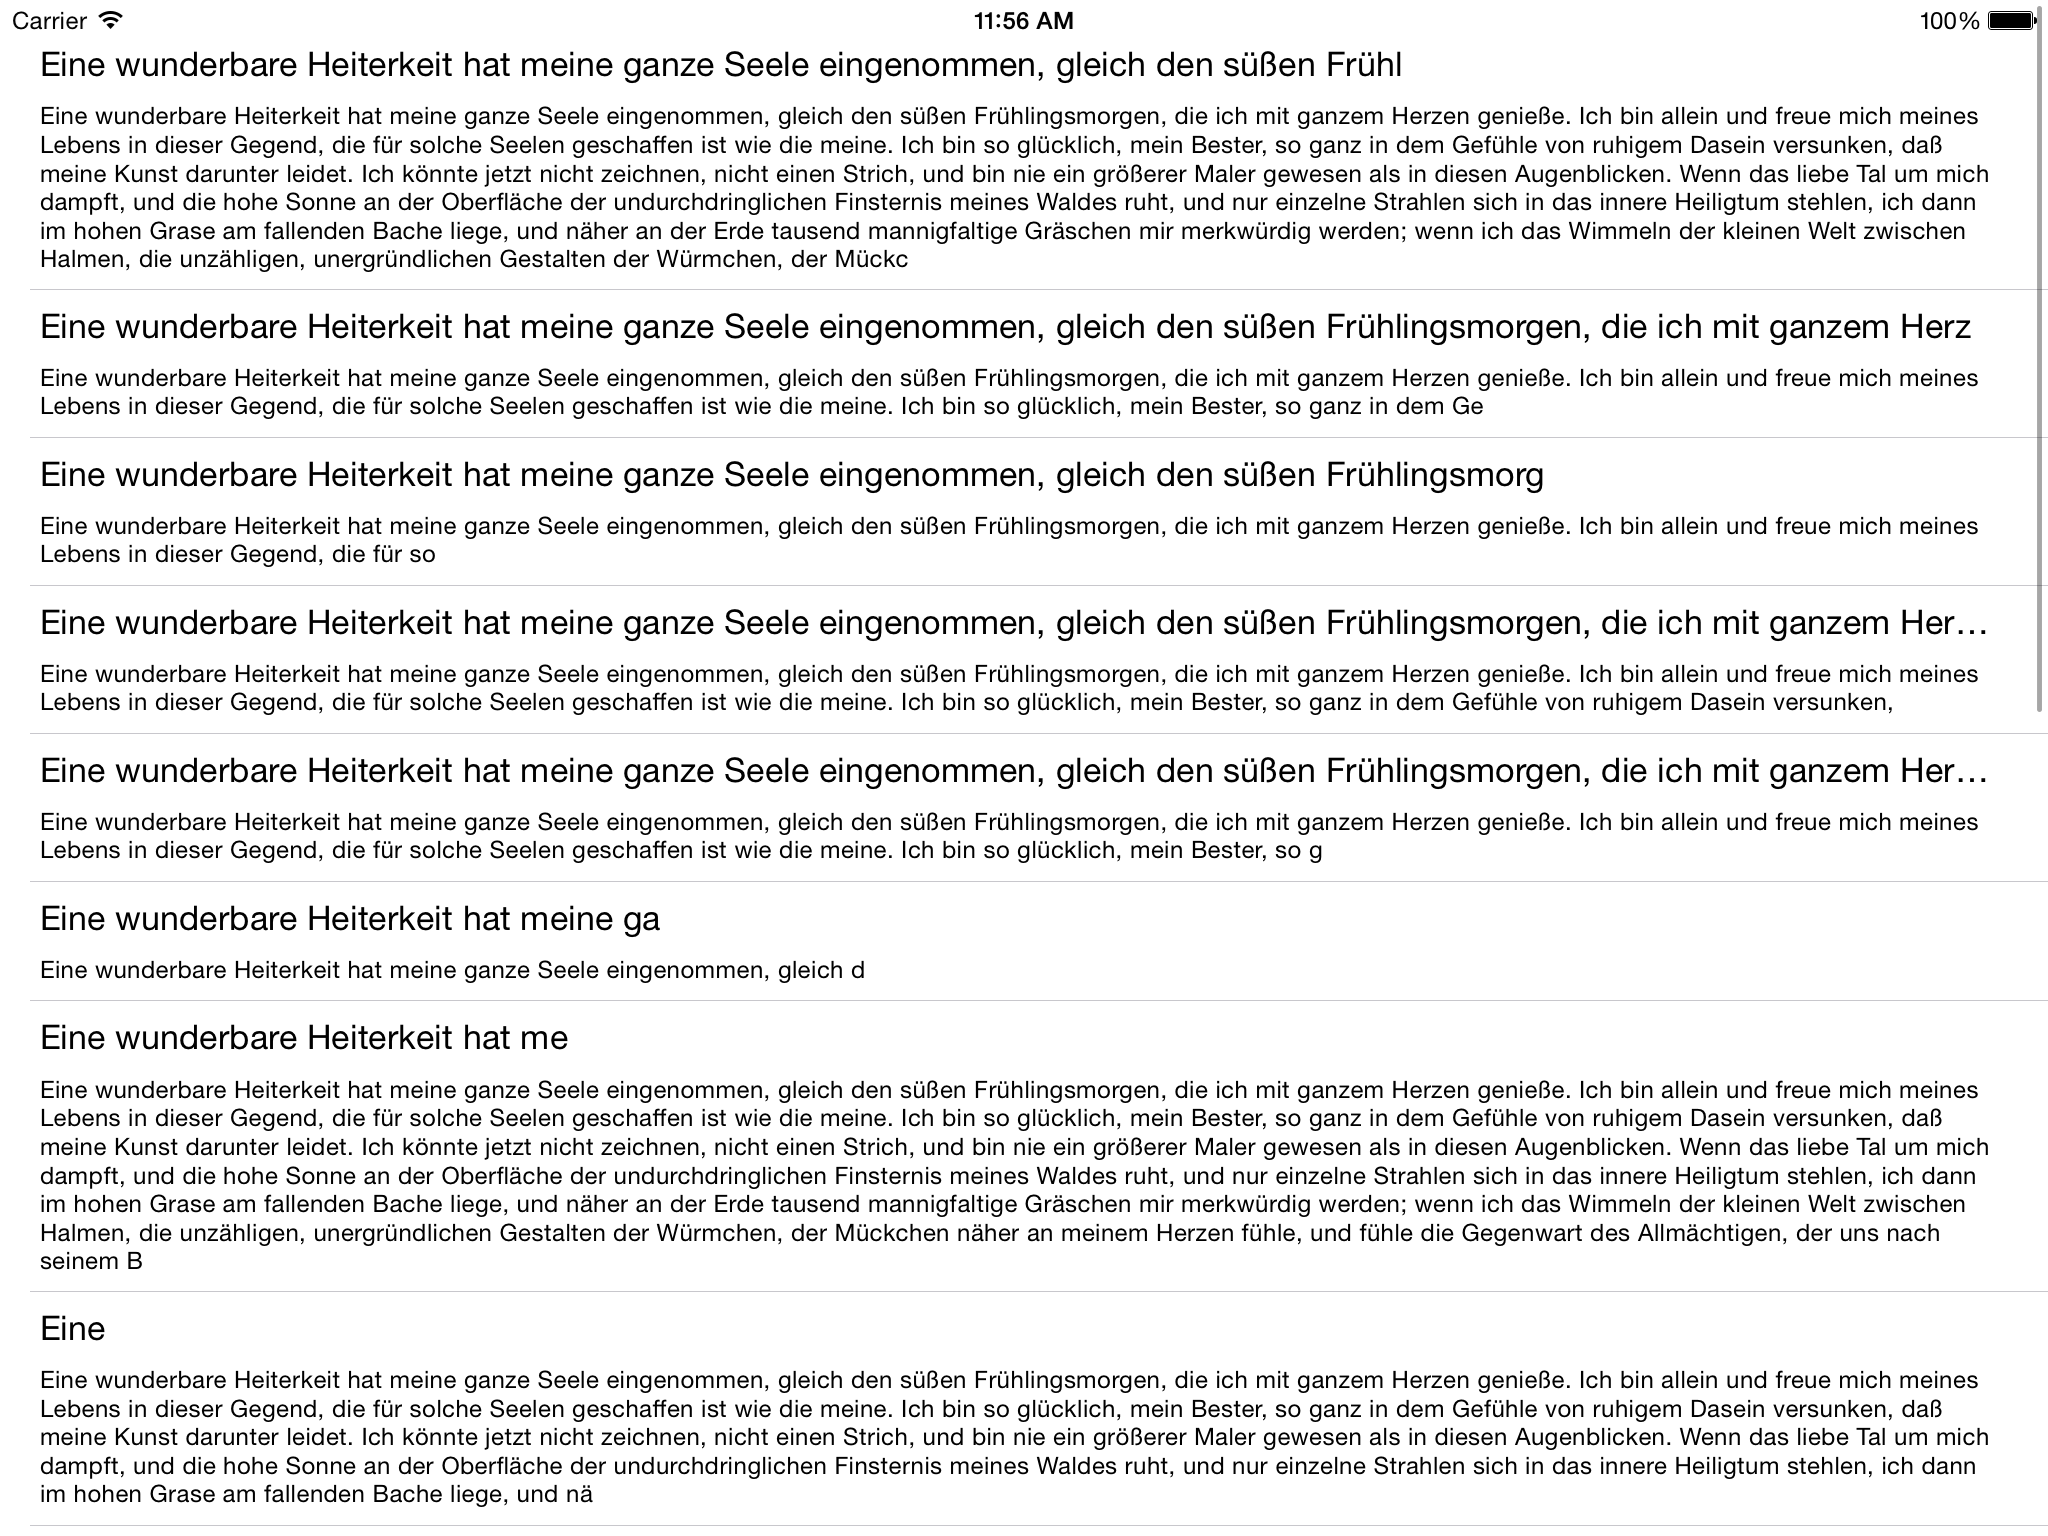 Carrier 11:56 AM 100%
Eine wunderbare Heiterkeit hat meine ganze Seele eingenommen, gleich den süßen Frühl
Eine wunderbare Heiterkeit hat meine ganze Seele eingenommen, gleich den süßen Frühlingsmorgen, die ich mit ganzem Herzen genieße. Ich bin allein und freue mich meines
Lebens in dieser Gegend, die für solche Seelen geschaffen ist wie die meine. Ich bin so glücklich, mein Bester, so ganz in dem Gefühle von ruhigem Dasein versunken, daß
meine Kunst darunter leidet. Ich könnte jetzt nicht zeichnen, nicht einen Strich, und bin nie ein größerer Maler gewesen als in diesen Augenblicken. Wenn das liebe Tal um mich
dampft, und die hohe Sonne an der Oberfläche der undurchdringlichen Finsternis meines Waldes ruht, und nur einzelne Strahlen sich in das innere Heiligtum stehlen, ich dann
im hohen Grase am fallenden Bache liege, und näher an der Erde tausend mannigfaltige Gräschen mir merkwürdig werden; wenn ich das Wimmeln der kleinen Welt zwischen
Halmen, die unzähligen, unergründlichen Gestalten der Würmchen, der Mückc
Eine wunderbare Heiterkeit hat meine ganze Seele eingenommen, gleich den süßen Frühlingsmorgen, die ich mit ganzem Herz
Eine wunderbare Heiterkeit hat meine ganze Seele eingenommen, gleich den süßen Frühlingsmorgen, die ich mit ganzem Herzen genieße. Ich bin allein und freue mich meines
Lebens in dieser Gegend, die für solche Seelen geschaffen ist wie die meine. Ich bin so glücklich, mein Bester, so ganz in dem Ge
Eine wunderbare Heiterkeit hat meine ganze Seele eingenommen, gleich den süßen Frühlingsmorg
Eine wunderbare Heiterkeit hat meine ganze Seele eingenommen, gleich den süßen Frühlingsmorgen, die ich mit ganzem Herzen genieße. Ich bin allein und freue mich meines
Lebens in dieser Gegend, die für so
Eine wunderbare Heiterkeit hat meine ganze Seele eingenommen, gleich den süßen Frühlingsmorgen, die ich mit ganzem Her…
Eine wunderbare Heiterkeit hat meine ganze Seele eingenommen, gleich den süßen Frühlingsmorgen, die ich mit ganzem Herzen genieße. Ich bin allein und freue mich meines
Lebens in dieser Gegend, die für solche Seelen geschaffen ist wie die meine. Ich bin so glücklich, mein Bester, so ganz in dem Gefühle von ruhigem Dasein versunken,
Eine wunderbare Heiterkeit hat meine ganze Seele eingenommen, gleich den süßen Frühlingsmorgen, die ich mit ganzem Her…
Eine wunderbare Heiterkeit hat meine ganze Seele eingenommen, gleich den süßen Frühlingsmorgen, die ich mit ganzem Herzen genieße. Ich bin allein und freue mich meines
Lebens in dieser Gegend, die für solche Seelen geschaffen ist wie die meine. Ich bin so glücklich, mein Bester, so g
Eine wunderbare Heiterkeit hat meine ga
Eine wunderbare Heiterkeit hat meine ganze Seele eingenommen, gleich d
Eine wunderbare Heiterkeit hat me
Eine wunderbare Heiterkeit hat meine ganze Seele eingenommen, gleich den süßen Frühlingsmorgen, die ich mit ganzem Herzen genieße. Ich bin allein und freue mich meines
Lebens in dieser Gegend, die für solche Seelen geschaffen ist wie die meine. Ich bin so glücklich, mein Bester, so ganz in dem Gefühle von ruhigem Dasein versunken, daß
meine Kunst darunter leidet. Ich könnte jetzt nicht zeichnen, nicht einen Strich, und bin nie ein größerer Maler gewesen als in diesen Augenblicken. Wenn das liebe Tal um mich
dampft, und die hohe Sonne an der Oberfläche der undurchdringlichen Finsternis meines Waldes ruht, und nur einzelne Strahlen sich in das innere Heiligtum stehlen, ich dann
im hohen Grase am fallenden Bache liege, und näher an der Erde tausend mannigfaltige Gräschen mir merkwürdig werden; wenn ich das Wimmeln der kleinen Welt zwischen
Halmen, die unzähligen, unergründlichen Gestalten der Würmchen, der Mückchen näher an meinem Herzen fühle, und fühle die Gegenwart des Allmächtigen, der uns nach
seinem B
Eine
Eine wunderbare Heiterkeit hat meine ganze Seele eingenommen, gleich den süßen Frühlingsmorgen, die ich mit ganzem Herzen genieße. Ich bin allein und freue mich meines
Lebens in dieser Gegend, die für solche Seelen geschaffen ist wie die meine. Ich bin so glücklich, mein Bester, so ganz in dem Gefühle von ruhigem Dasein versunken, daß
meine Kunst darunter leidet. Ich könnte jetzt nicht zeichnen, nicht einen Strich, und bin nie ein größerer Maler gewesen als in diesen Augenblicken. Wenn das liebe Tal um mich
dampft, und die hohe Sonne an der Oberfläche der undurchdringlichen Finsternis meines Waldes ruht, und nur einzelne Strahlen sich in das innere Heiligtum stehlen, ich dann
im hohen Grase am fallenden Bache liege, und nä